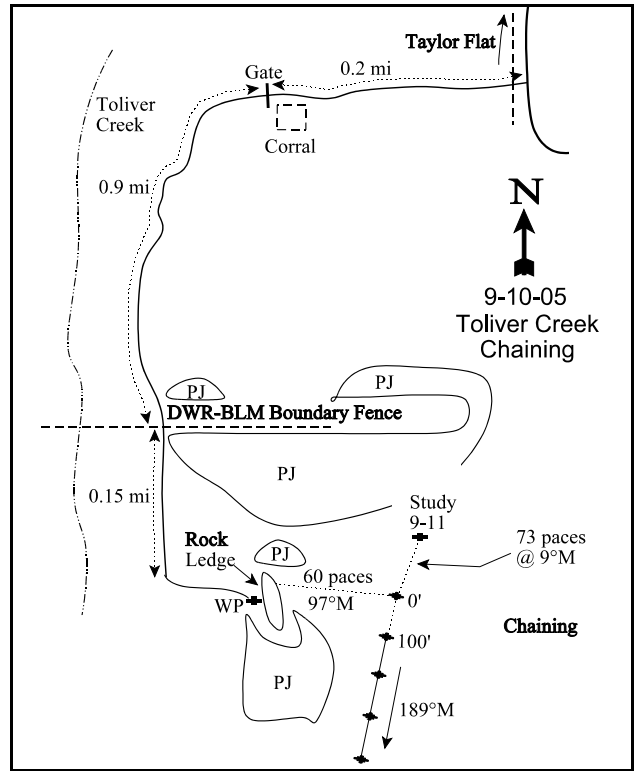 Taylor Flat
0.2 mi
Gate
Toliver
Creek
Corral
0.9 mi
N
9-10-05
Toliver Creek
Chaining
PJ
PJ
DWR-BLM Boundary Fence
PJ
0.15 mi
Study
9-11
73 paces
@ 9°M
Rock
Ledge
PJ
60 paces
97°M
WP
0'
Chaining
100'
PJ
189°M